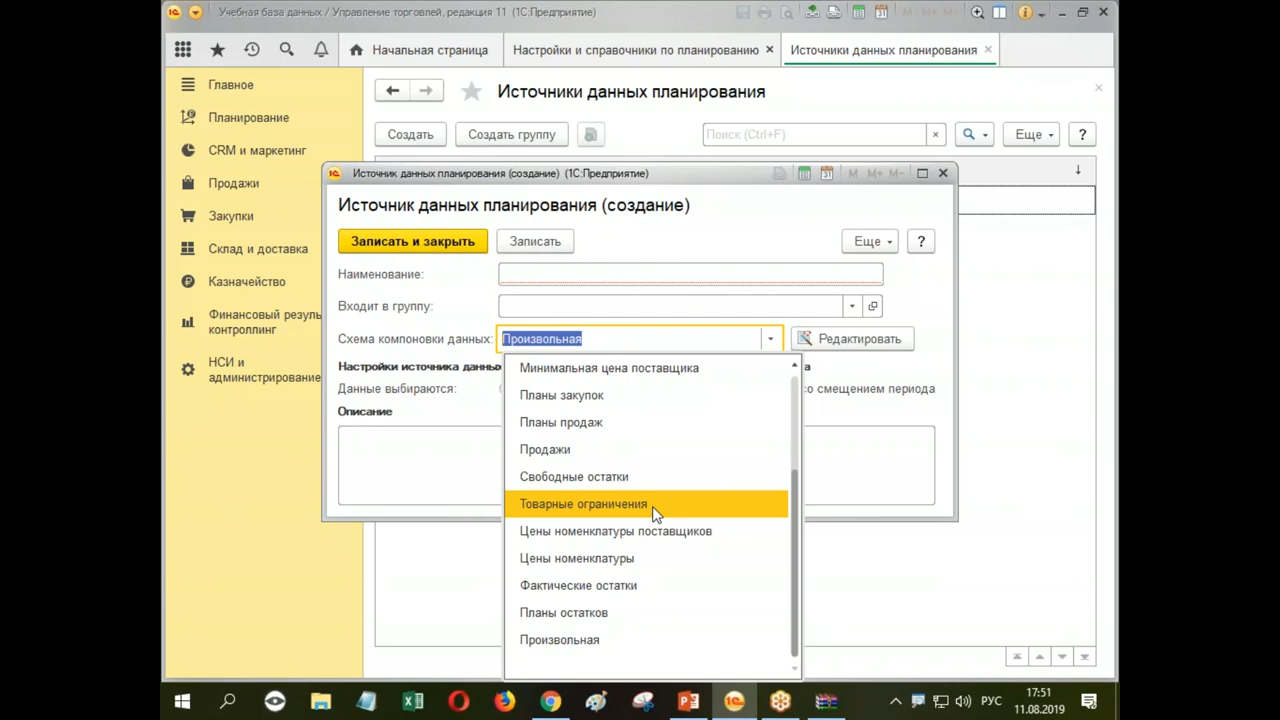 Учебная база данных / Управление торговлей, редакция 11 (1С:Предприятие)
M M+ M-
Начальная страница
Настройки и справочники по планированию ×
Источники данных планирования ×
Главное
Планирование
CRM и маркетинг
Продажи
Закупки
Склад и доставка
Казначейство
Финансовый резуль
контроллинг
НСИ и
администрирование
Источники данных планирования
Создать
Создать группу
Поиск (Ctrl+F)
×
Еще
?
Источник данных планирования (создание) (1С:Предприятие)
M M+ M-
Источник данных планирования (создание)
Записать и закрыть
Записать
Еще
?
Наименование:
Входит в группу:
Схема компоновки данных:
Произвольная
Редактировать
Настройки источника данных
Данные выбираются:
со смещением периода
Описание
Минимальная цена поставщика
Планы закупок
Планы продаж
Продажи
Свободные остатки
Товарные ограничения
Цены номенклатуры поставщиков
Цены номенклатуры
Фактические остатки
Планы остатков
Произвольная
РУС
17:51
11.08.2019